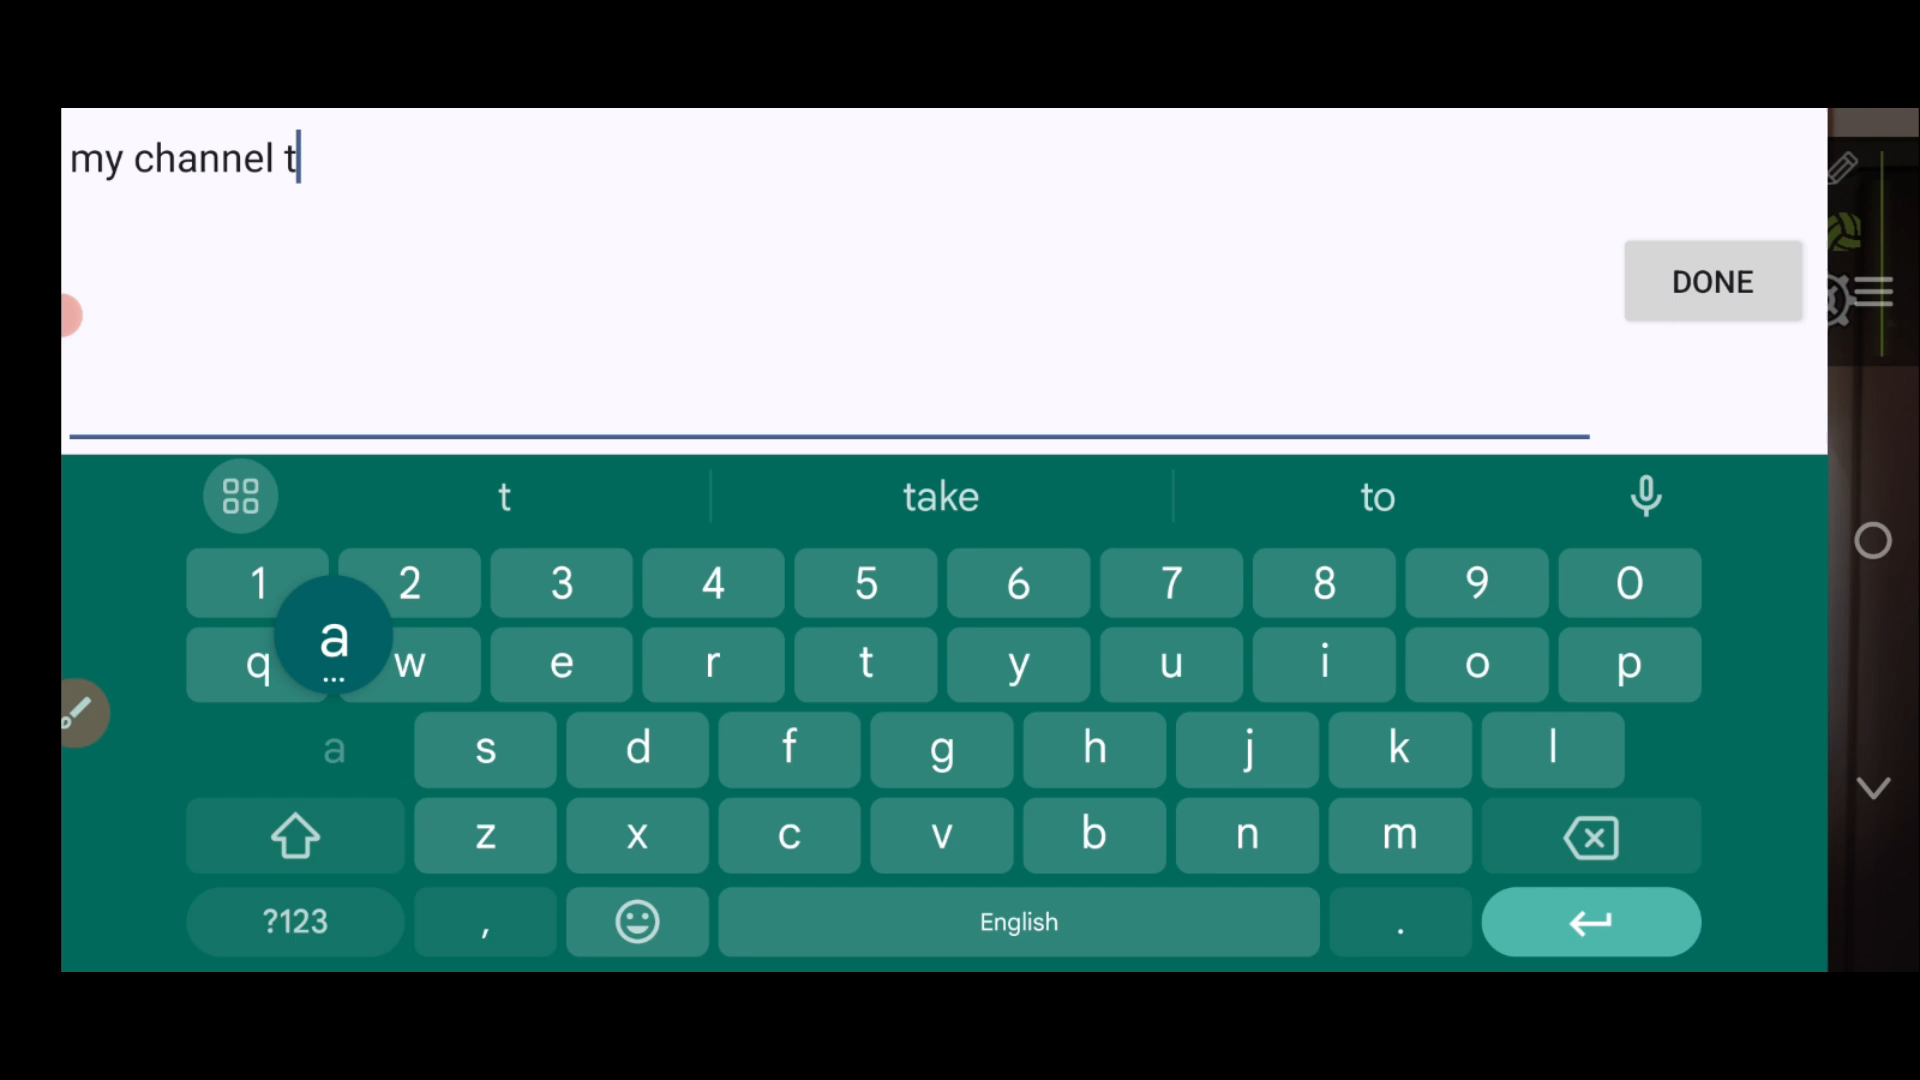 my channel t
DONE
t take to
1 2 3 4 5 6 7 8 9 0
a
...
q w e r t y u i o p
a s d f g h j k l
z x c v b n m
?123 , English .